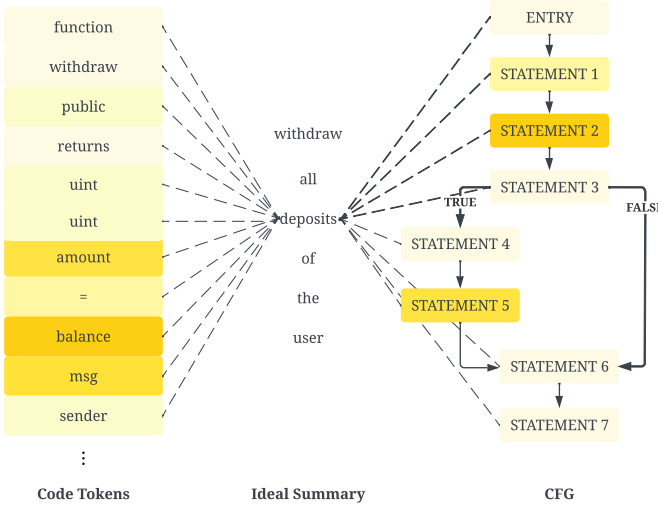 function
withdraw
public
returns
uint
uint
amount
=
balance
msg
sender
⋮
Code Tokens
withdraw
all
deposits
of
the
user
Ideal Summary
ENTRY
STATEMENT 1
STATEMENT 2
STATEMENT 3
TRUE
FALSE
STATEMENT 4
STATEMENT 5
STATEMENT 6
STATEMENT 7
CFG